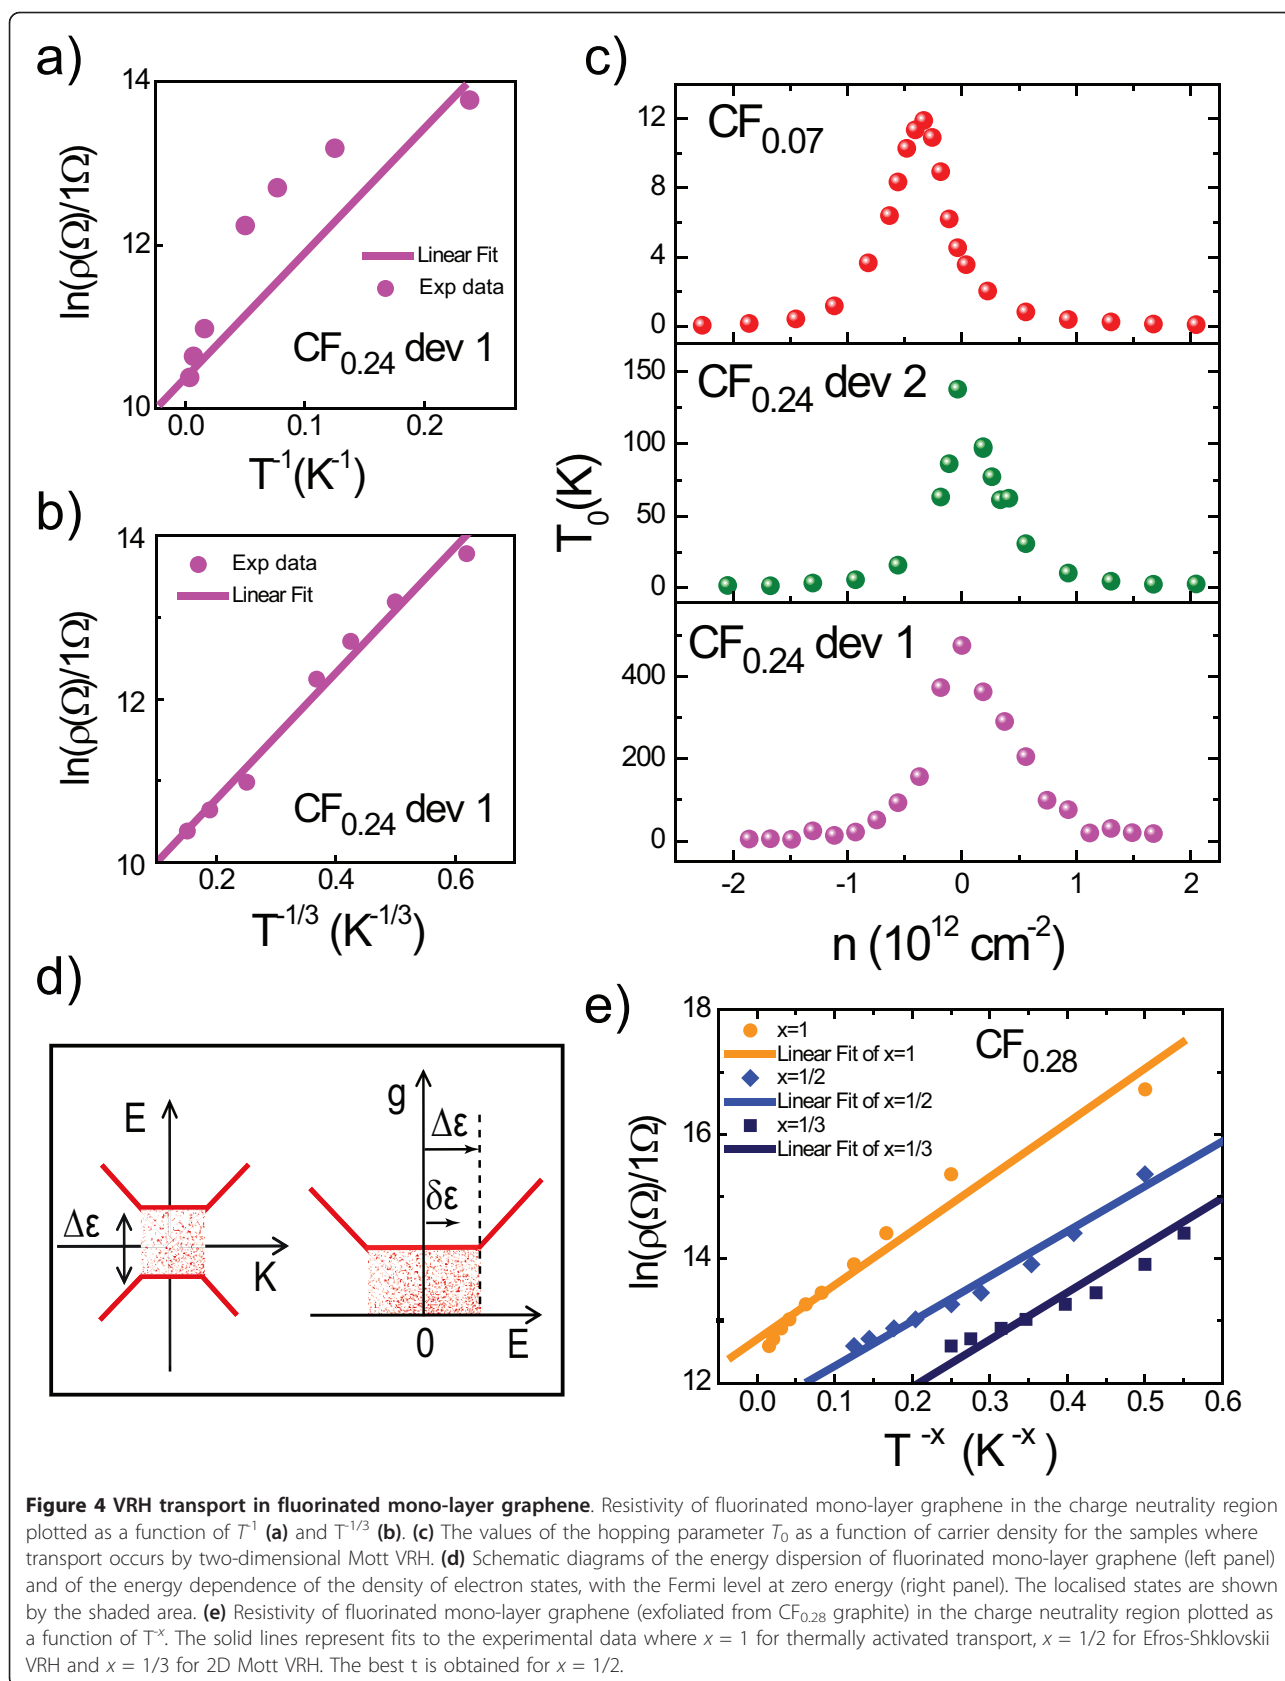 a)
14
12
10
ln(ρ(Ω)/1Ω)
Linear Fit
Exp data
CF0.24 dev 1
0.0 0.1 0.2
T-1(K-1)
b)
14
12
10
ln(ρ(Ω)/1Ω)
Exp data
Linear Fit
CF0.24 dev 1
0.2 0.4 0.6
T-1/3 (K-1/3)
c)
12
8
4
0
CF0.07
150
100
50
0
CF0.24 dev 2
T0(K)
400
200
0
CF0.24 dev 1
-2 -1 0 1 2
n (1012 cm-2)
d)
E
Δε
K
g
Δε
δε
0
E
e)
18
16
14
12
ln(ρ(Ω)/1Ω)
x=1
Linear Fit of x=1
x=1/2
Linear Fit of x=1/2
x=1/3
Linear Fit of x=1/3
CF0.28
0.0 0.1 0.2 0.3 0.4 0.5 0.6
T -x (K-x)
Figure 4 VRH transport in fluorinated mono-layer graphene. Resistivity of fluorinated mono-layer graphene in the charge neutrality region
plotted as a function of T-1 (a) and T-1/3 (b). (c) The values of the hopping parameter T0 as a function of carrier density for the samples where
transport occurs by two-dimensional Mott VRH. (d) Schematic diagrams of the energy dispersion of fluorinated mono-layer graphene (left panel)
and of the energy dependence of the density of electron states, with the Fermi level at zero energy (right panel). The localised states are shown
by the shaded area. (e) Resistivity of fluorinated mono-layer graphene (exfoliated from CF0.28 graphite) in the charge neutrality region plotted as
a function of T-x. The solid lines represent fits to the experimental data where x = 1 for thermally activated transport, x = 1/2 for Efros-Shklovskii
VRH and x = 1/3 for 2D Mott VRH. The best t is obtained for x = 1/2.